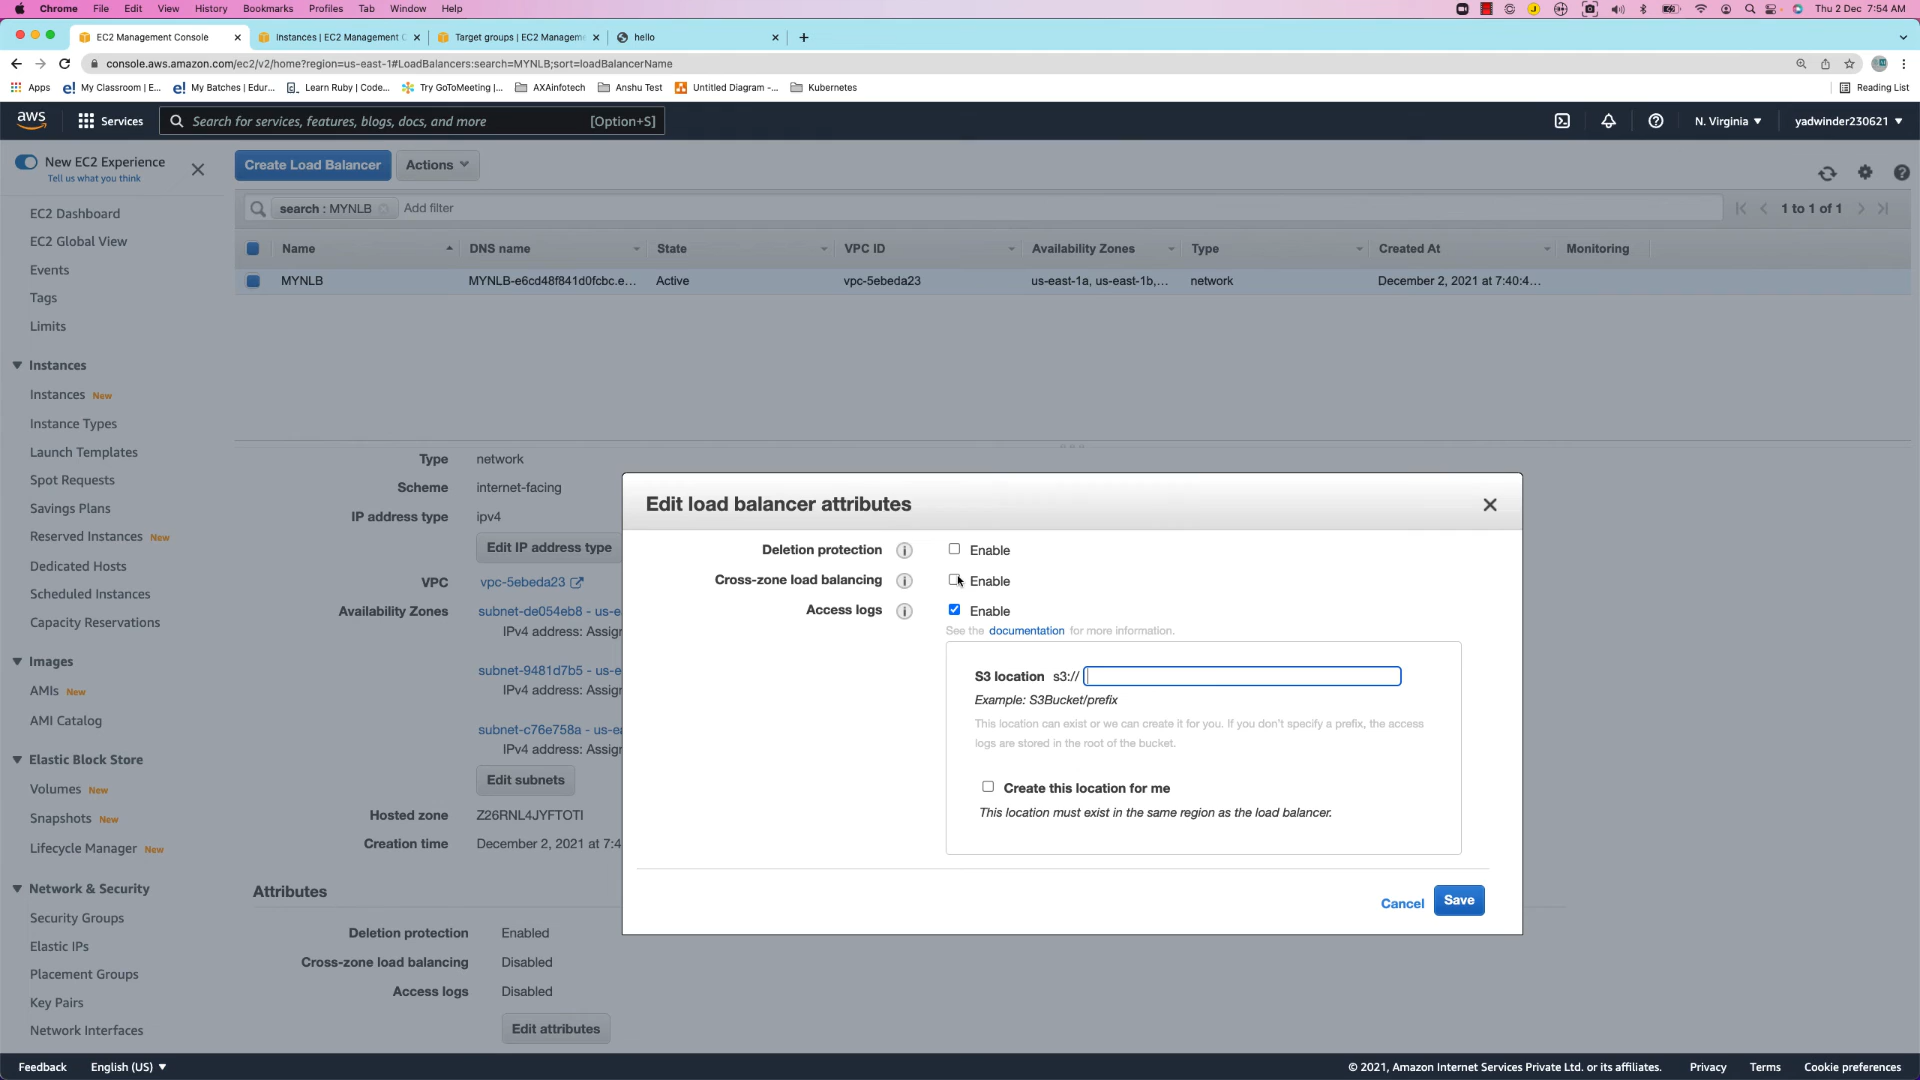 Chrome File Edit View History Bookmarks Profiles Tab Window Help Thu 2 Dec 7:54 AM
EC2 Management Console Instances | EC2 Management C Target groups | EC2 Manageme hello
console.aws.amazon.com/ec2/v2/home?region=us-east-1#LoadBalancers:search=MYNLB;sort=loadBalancerName
Apps My Classroom | E... My Batches | Edur... Learn Ruby | Code... Try GoToMeeting |... AXAinfotech Anshu Test Untitled Diagram -... Kubernetes Reading List
aws Services Search for services, features, blogs, docs, and more [Option+S] N. Virginia yadwinder230621
New EC2 Experience
Tell us what you think
Create Load Balancer Actions
search : MYNLB Add filter 1 to 1 of 1
Name DNS name State VPC ID Availability Zones Type Created At Monitoring
MYNLB MYNLB-e6cd48f841d0fcbc.e... Active vpc-5ebeda23 us-east-1a, us-east-1b,... network December 2, 2021 at 7:40:4...
EC2 Dashboard
EC2 Global View
Events
Tags
Limits
Instances
Instances New
Instance Types
Launch Templates
Spot Requests
Savings Plans
Reserved Instances New
Dedicated Hosts
Scheduled Instances
Capacity Reservations
Images
AMIs New
AMI Catalog
Elastic Block Store
Volumes New
Snapshots New
Lifecycle Manager New
Network & Security
Security Groups
Elastic IPs
Placement Groups
Key Pairs
Network Interfaces
Type network
Scheme internet-facing
IP address type ipv4
Edit IP address type
VPC vpc-5ebeda23
Availability Zones subnet-de054eb8 - us-e
IPv4 address: Assign
subnet-9481d7b5 - us-e
IPv4 address: Assign
subnet-c76e758a - us-ea
IPv4 address: Assign
Edit subnets
Hosted zone Z26RNL4JYFTOTI
Creation time December 2, 2021 at 7:4
Attributes
Deletion protection Enabled
Cross-zone load balancing Disabled
Access logs Disabled
Edit attributes
Edit load balancer attributes
Deletion protection i Enable
Cross-zone load balancing i Enable
Access logs i Enable
See the documentation for more information.
S3 location s3://
Example: S3Bucket/prefix
This location can exist or we can create it for you. If you don't specify a prefix, the access
logs are stored in the root of the bucket.
Create this location for me
This location must exist in the same region as the load balancer.
Cancel Save
Feedback English (US) © 2021, Amazon Internet Services Private Ltd. or its affiliates. Privacy Terms Cookie preferences